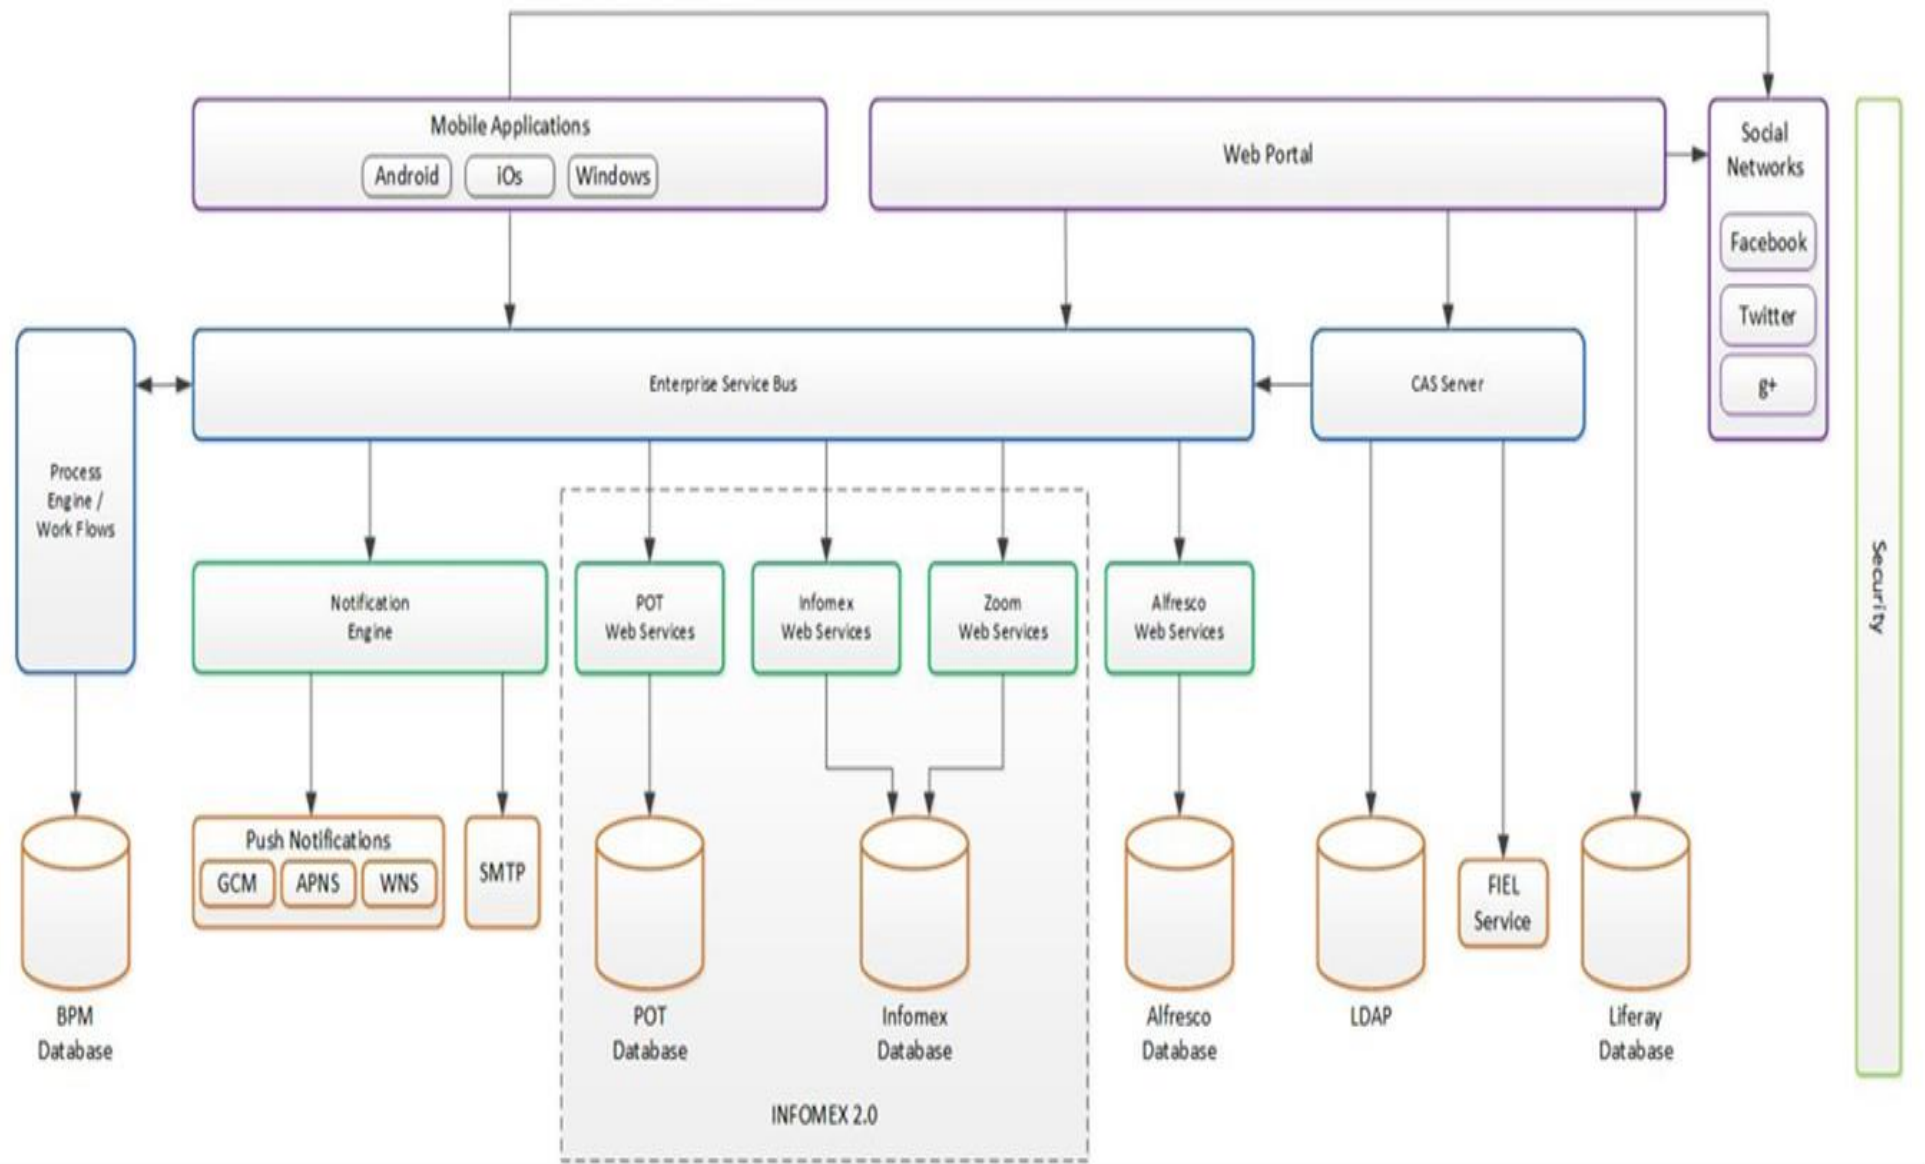 Mobile Applications
Android
iOs
Windows
Web Portal
Social
Networks
Facebook
Twitter
g+
Process
Engine /
Work Flows
Enterprise Service Bus
CAS Server
Notification
Engine
POT
Web Services
Infomex
Web Services
Zoom
Web Services
Alfresco
Web Services
Push Notifications
GCM
APNS
WNS
SMTP
FIEL
Service
BPM
Database
POT
Database
Infomex
Database
Alfresco
Database
LDAP
Liferay
Database
INFOMEX 2.0
Security